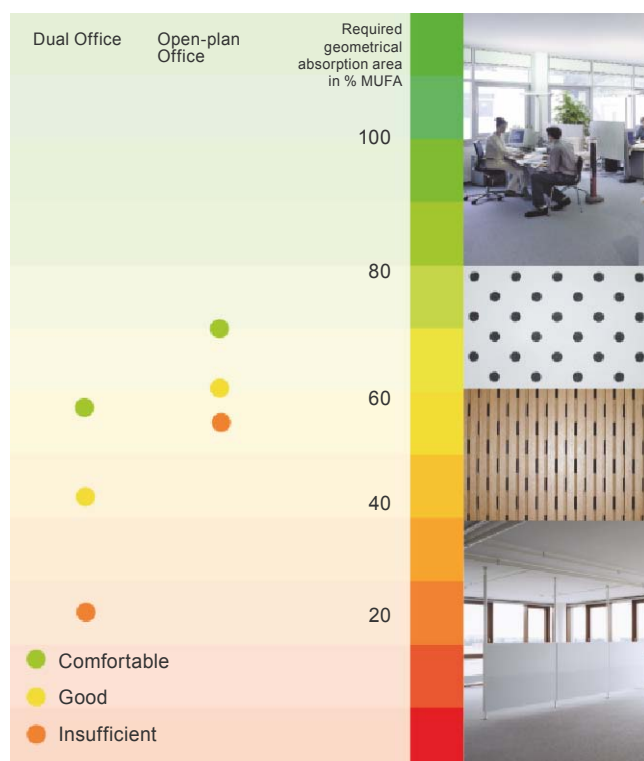 Dual Office
Open-plan
Office
Required
geometrical
absorption area
in % MUFA
100
80
60
40
20
Comfortable
Good
Insufficient